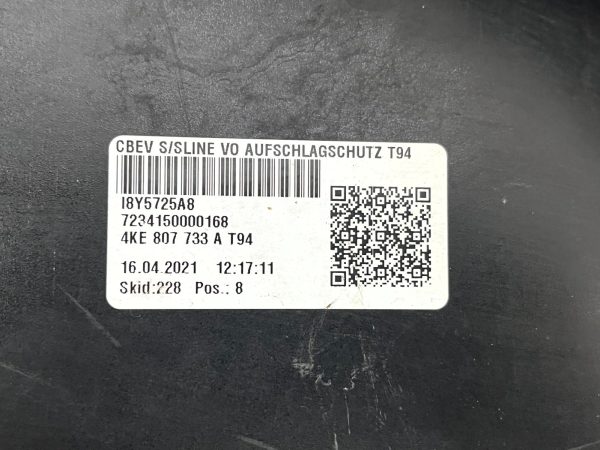 CBEV S/SLINE VO AUFSCHLAGSCHUTZ T94
I8Y5725A8
7234150000168
4KE 807 733 A T94
16.04.2021 12:17:11
Skid:228 Pos.: 8